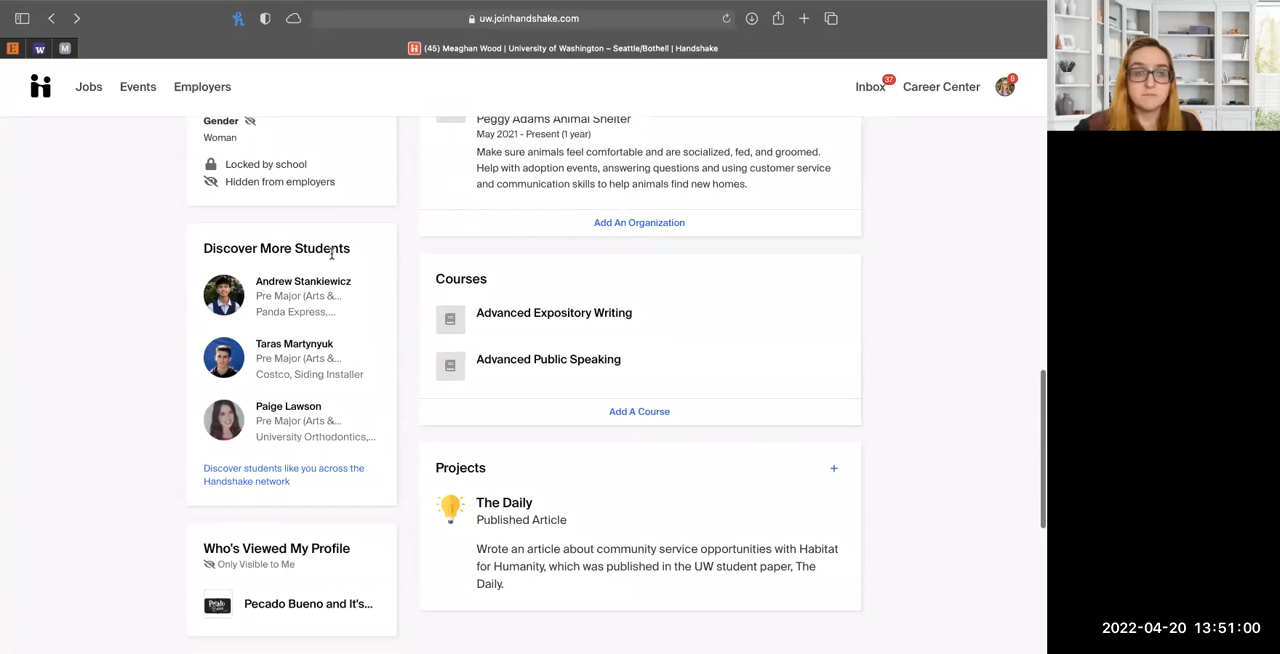 uw.joinhandshake.com
E
W
M
(45) Meaghan Wood | University of Washington – Seattle/Bothell | Handshake
Jobs
Events
Employers
Inbox
37
Career Center
8
Gender
Woman
Locked by school
Hidden from employers
Discover More Students
Andrew Stankiewicz
Pre Major (Arts &...
Panda Express,...
Taras Martynyuk
Pre Major (Arts &...
Costco, Siding Installer
Paige Lawson
Pre Major (Arts &...
University Orthodontics,...
Discover students like you across the
Handshake network
Who's Viewed My Profile
Only Visible to Me
Pecado Bueno and It's...
Peggy Adams Animal Shelter
May 2021 - Present (1 year)
Make sure animals feel comfortable and are socialized, fed, and groomed.
Help with adoption events, answering questions and using customer service
and communication skills to help animals find new homes.
Add An Organization
Courses
Advanced Expository Writing
Advanced Public Speaking
Add A Course
Projects
The Daily
Published Article
Wrote an article about community service opportunities with Habitat
for Humanity, which was published in the UW student paper, The
Daily.
2022-04-20 13:51:00